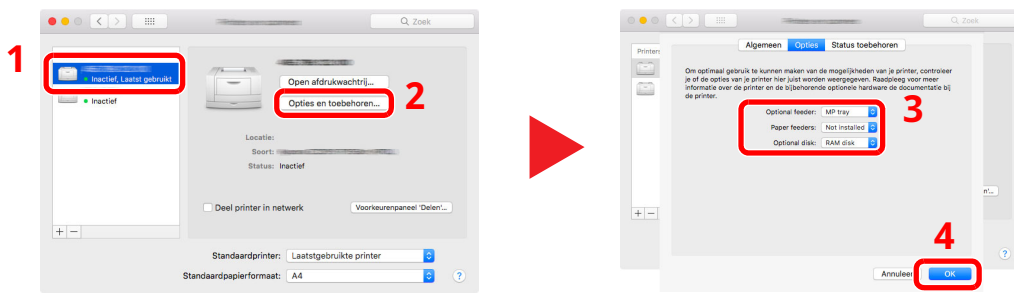 Zoek
1
Inactief, Laatst gebruikt
Inactief
Open afdrukwachtrij...
Opties en toebehoren...
2
Locatie:
Soort:
Status: Inactief
Deel printer in netwerk
Voorkeurenpaneel 'Delen'...
+ −
Standaardprinter: Laatstgebruikte printer
Standaardpapierformaat: A4
?
Zoek
Printers
Algemeen Opties Status toebehoren
Om optimaal gebruik te kunnen maken van de mogelijkheden van je printer, controleer
je of de opties van je printer hier juist worden weergegeven. Raadpleeg voor meer
informatie over de printer en de bijbehorende optionele hardware de documentatie bij
de printer.
Optional feeder: MP tray
Paper feeders: Not installed
Optional disk: RAM disk
3
n'...
+ −
4
?
Annuleer OK